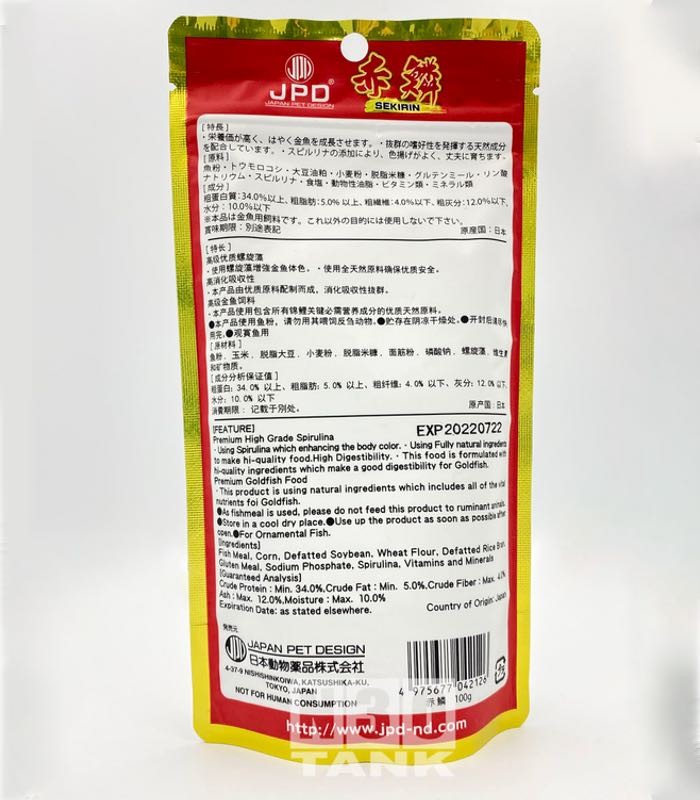 JPD®
JAPAN PET DESIGN
赤鱗
SEKIRIN
[特長]
・栄養価が高く、はやく金魚を成長させます。・抜群の嗜好性を発揮する天然成分
を配合しています。・スピルリナの添加により、色揚げがよく、丈夫に育ちます。
[原料]
魚粉・トウモロコシ・大豆油粕・小麦粉・脱脂米糠・グルテンミール・リン酸
ナトリウム・スピルリナ・食塩・動物性油脂・ビタミン類・ミネラル類
[成分]
粗蛋白質:34.0%以上、粗脂肪:5.0%以上、粗繊維:4.0%以下、粗灰分:12.0%以下、
水分:10.0%以下
※本品は金魚用飼料です。これ以外の目的には使用しないで下さい。
賞味期限:別途表記 原産国:日本
[特长]
高级优质螺旋藻
・使用螺旋藻增強金魚体色。・使用全天然原料确保优质安全。
高消化吸收性
・本产品由优质原料配制而成，消化吸收性抜群。
高级金鱼饲料
・本产品使用包含所有锦鲤关键必需营养成分的优质天然原料。
●本产品使用鱼粉，请勿用其喂饲反刍动物。●贮存在阴凉干燥处。●开封后请尽快
用完。●观賞鱼用
[原材料]
鱼粉，玉米，脱脂大豆，小麦粉，脱脂米糠，面筋粉，磷酸钠，螺旋藻，维生素
和矿物质。
[成分分析保证值]
粗蛋白: 34.0% 以上、粗脂肪: 5.0% 以上、粗纤维: 4.0% 以下、灰分: 12.0% 以下、
水分: 10.0% 以下
消費期限: 记载于別处。 原产国:日本
[FEATURE] EXP20220722
Premium High Grade Spirulina
・Using Spirulina which enhancing the body color. ・Using Fully natural ingredens
to make hi-quality food.High Digestibility. ・This food is formulated with
hi-quality ingredients which make a good digestibility for Goldfish.
Premium Goldfish Food
・This product is using natural ingredients which includes all of the vital
nutrients foi Goldfish.
●As fishmeal is used, please do not feed this product to ruminant animals.
●Store in a cool dry place.●Use up the product as soon as possible after
open.●For Ornamental Fish.
[Ingredients]
Fish Meal, Corn, Defatted Soybean, Wheat Flour, Defatted Rice Bran,
Gluten Meal, Sodium Phosphate, Spirulina, Vitamins and Minerals
[Guaranteed Analysis]
Crude Protein : Min. 34.0%,Crude Fat : Min. 5.0%,Crude Fiber : Max. 4.0%
Ash : Max. 12.0%,Moisture : Max. 10.0%
Expiration Date: as stated elsewhere. Country of Origin: Japan
発売元
JPD JAPAN PET DESIGN
日本動物薬品株式会社
4-37-9 NISHISHINKOIWA, KATSUSHIKA-KU,
TOKYO, JAPAN
NOT FOR HUMAN CONSUMPTION
4 975677 042126
赤鱗 100g
http://www.jpd-nd.com
TANK